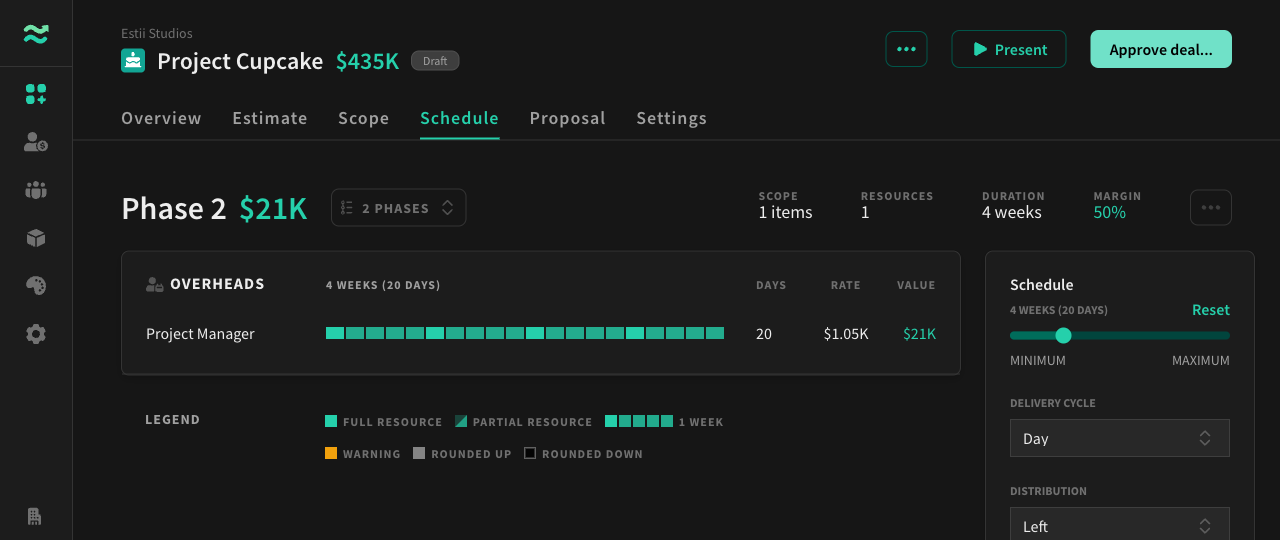 Estii Studios
Project Cupcake $435K Draft
Present
Approve deal...
Overview Estimate Scope Schedule Proposal Settings
Phase 2 $21K
2 PHASES
SCOPE RESOURCES DURATION MARGIN
1 items 1 4 weeks 50%
OVERHEADS 4 WEEKS (20 DAYS) DAYS RATE VALUE
Project Manager 20 $1.05K $21K
LEGEND FULL RESOURCE PARTIAL RESOURCE 1 WEEK
WARNING ROUNDED UP ROUNDED DOWN
Schedule
4 WEEKS (20 DAYS) Reset
MINIMUM MAXIMUM
DELIVERY CYCLE
Day
DISTRIBUTION
Left